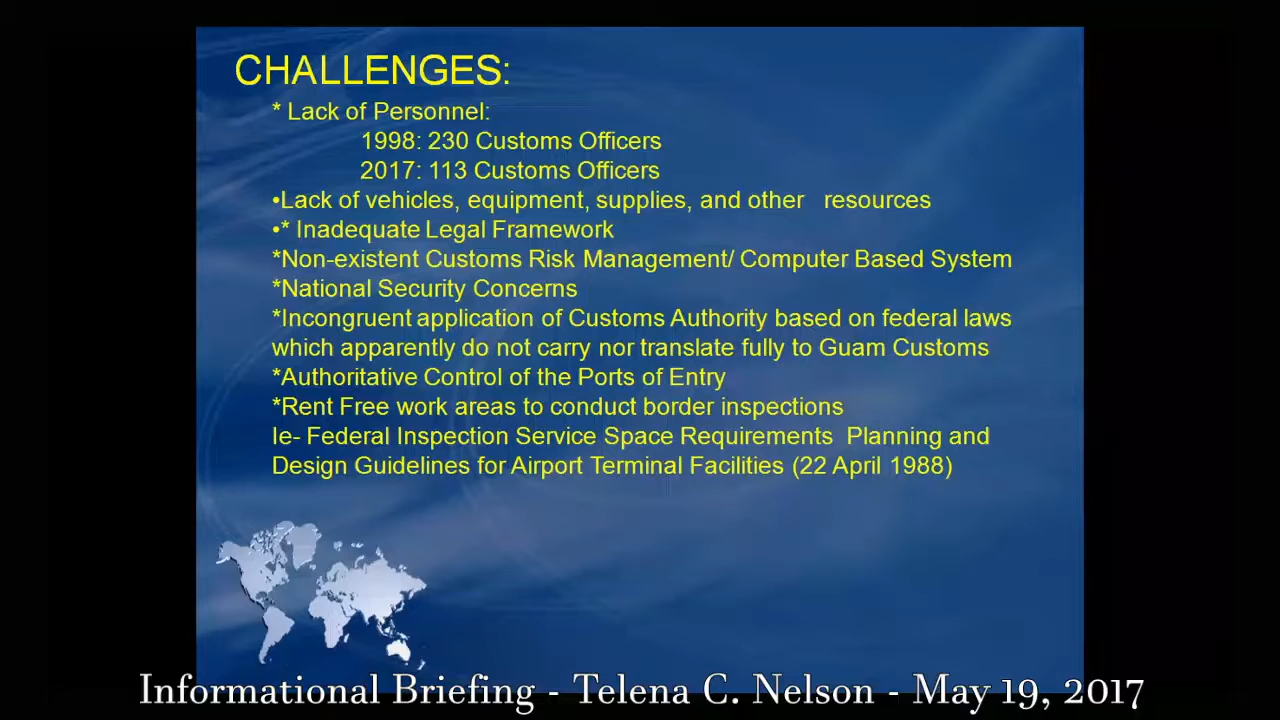 CHALLENGES:
* Lack of Personnel:
1998: 230 Customs Officers
2017: 113 Customs Officers
•Lack of vehicles, equipment, supplies, and other resources
•* Inadequate Legal Framework
*Non-existent Customs Risk Management/ Computer Based System
*National Security Concerns
*Incongruent application of Customs Authority based on federal laws
which apparently do not carry nor translate fully to Guam Customs
*Authoritative Control of the Ports of Entry
*Rent Free work areas to conduct border inspections
Ie- Federal Inspection Service Space Requirements Planning and
Design Guidelines for Airport Terminal Facilities (22 April 1988)
Informational Briefing - Telena C. Nelson - May 19, 2017